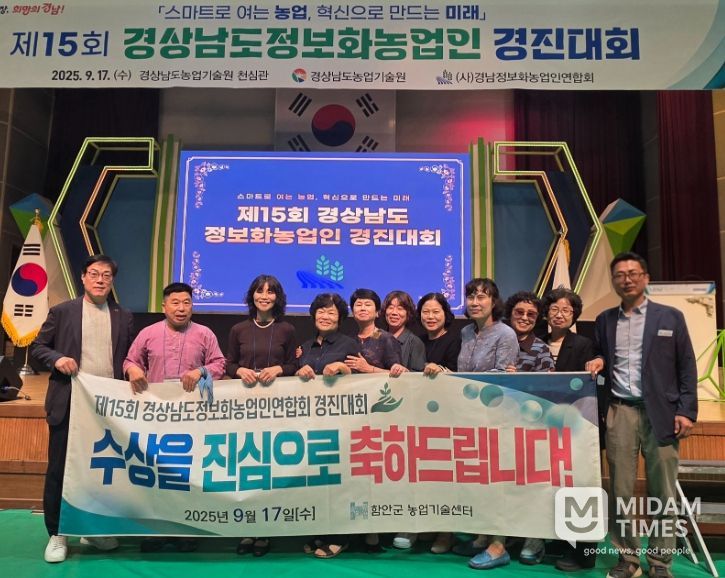 희망의 경남!
「스마트로 여는 농업, 혁신으로 만드는 미래」
제15회 경상남도정보화농업인 경진대회
2025. 9. 17. (수) 경상남도농업기술원 천심관 경상남도농업기술원 (사)경남정보화농업인연합회
스마트로 여는 농업, 혁신으로 만드는 미래
제15회 경상남도
정보화농업인 경진대회
제15회 경상남도정보화농업인연합회 경진대회
수상을 진심으로 축하드립니다!
2025년 9월 17일[수] 함안군 농업기술센터
MIDAM
TIMES
good news, good people.